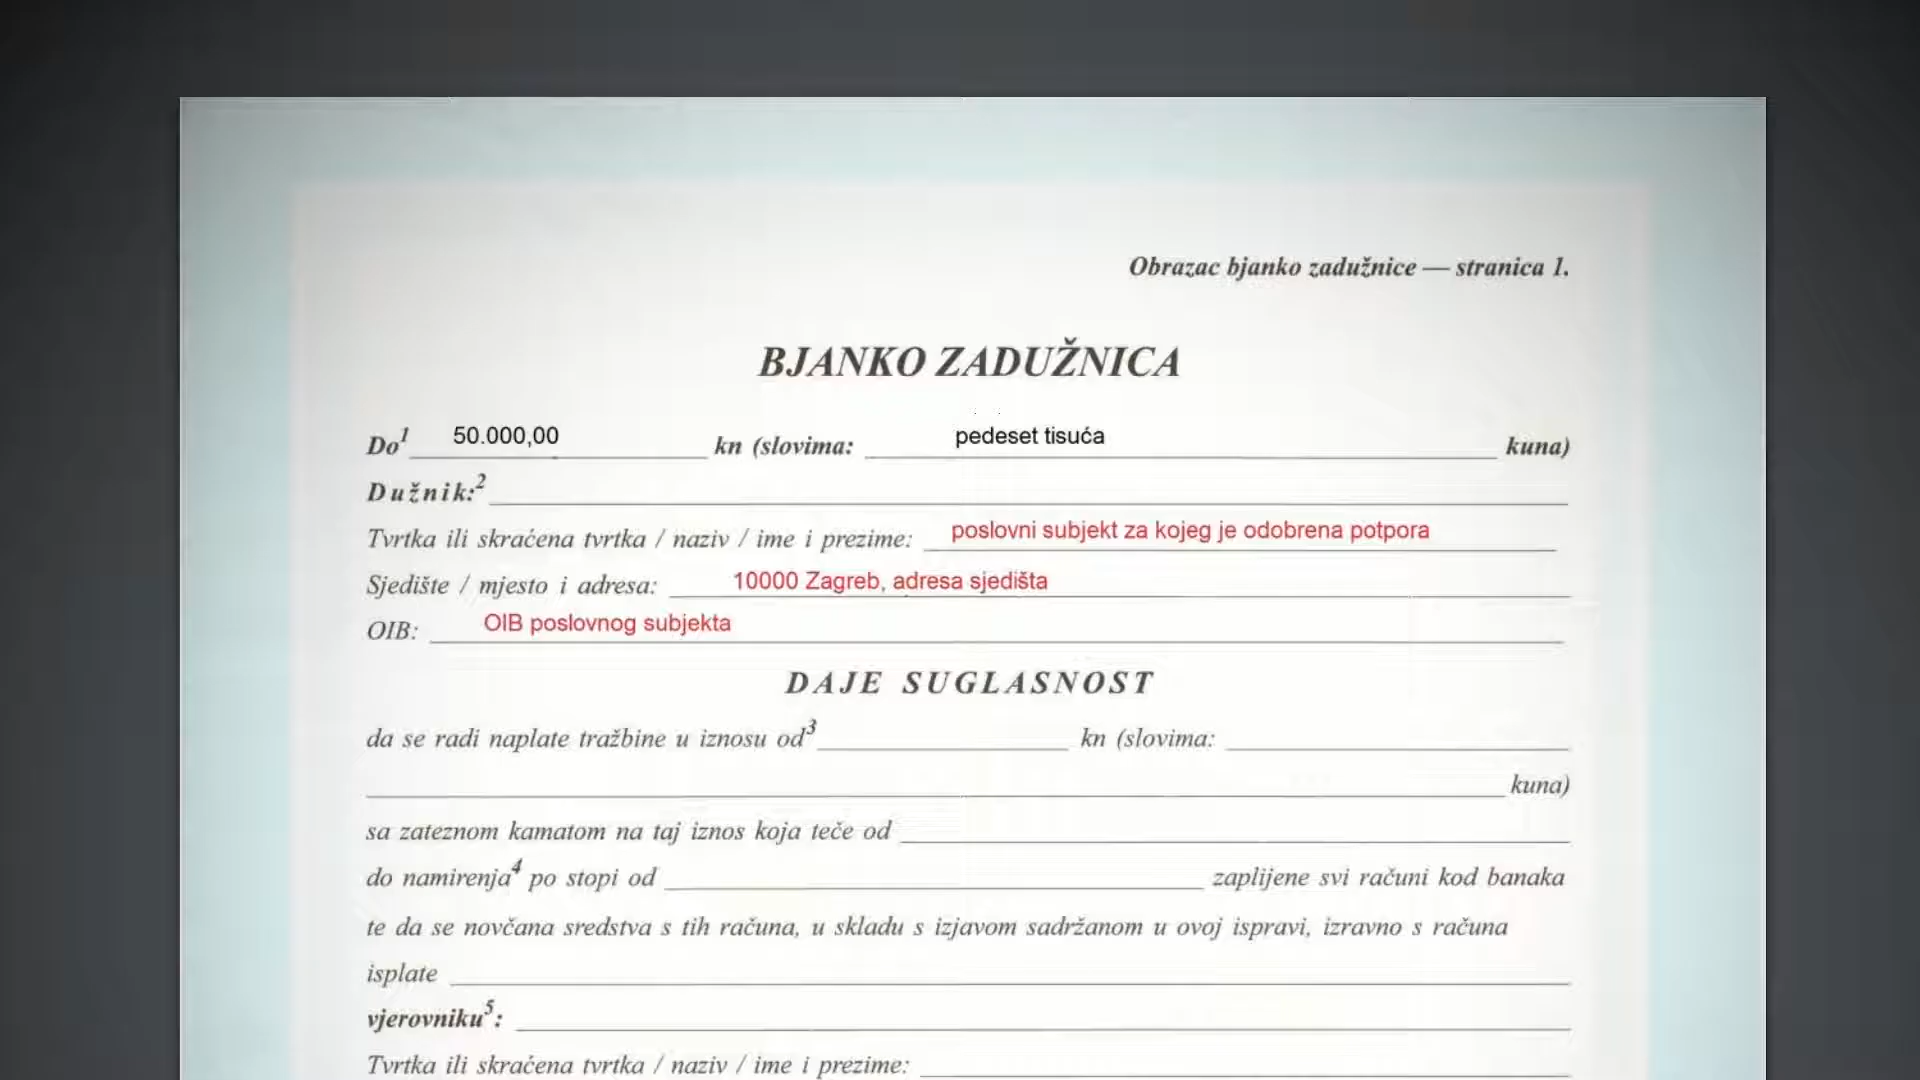 Obrazac bjanko zadužnice — stranica 1.
BJANKO ZADUŽNICA
Do¹ 50.000,00 kn (slovima: pedeset tisuća kuna)
Dužnik:²
Tvrtka ili skraćena tvrtka / naziv / ime i prezime: poslovni subjekt za kojeg je odobrena potpora
Sjedište / mjesto i adresa: 10000 Zagreb, adresa sjedišta
OIB: OIB poslovnog subjekta
DAJE SUGLASNOST
da se radi naplate tražbine u iznosu od³ kn (slovima:
kuna)
sa zateznom kamatom na taj iznos koja teče od
do namirenja⁴ po stopi od zaplijene svi računi kod banaka
te da se novčana sredstva s tih računa, u skladu s izjavom sadržanom u ovoj ispravi, izravno s računa
isplate
vjerovniku⁵:
Tvrtka ili skraćena tvrtka / naziv / ime i prezime: